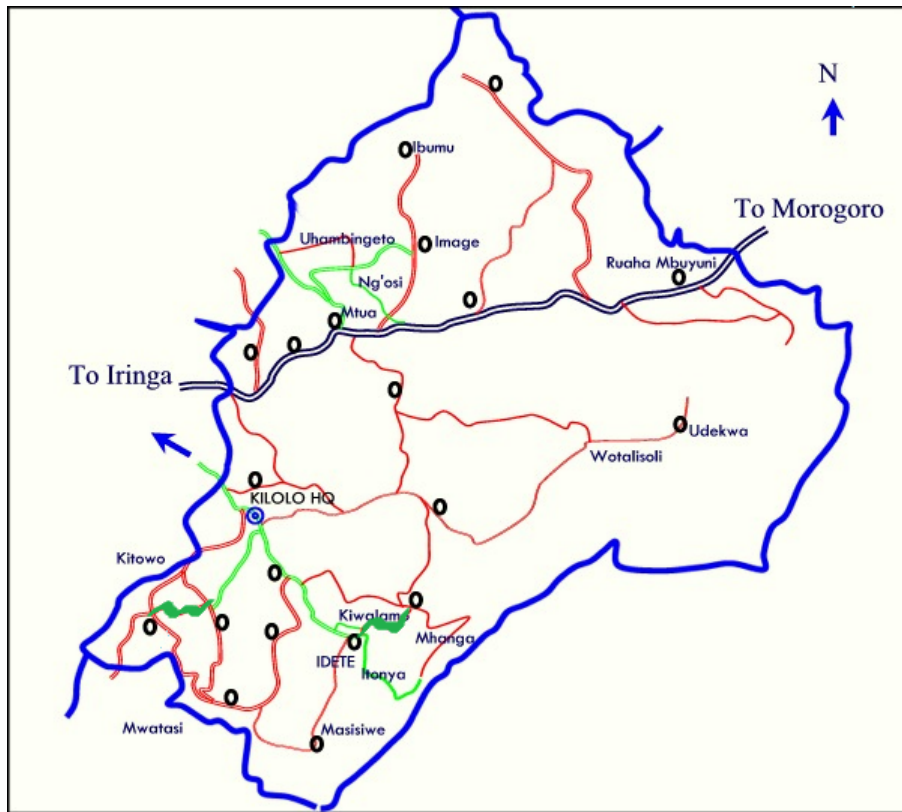 N
Ibumu
To Morogoro
Uhambingeto
Image
Ruaha Mbuyuni
Ng'osi
Mtua
To Iringa
Udekwa
Wotalisoli
KILOLO HQ
Kitowo
Kiwalamo
Mhanga
IDETE
Itonya
Mwatasi
Masisiwe